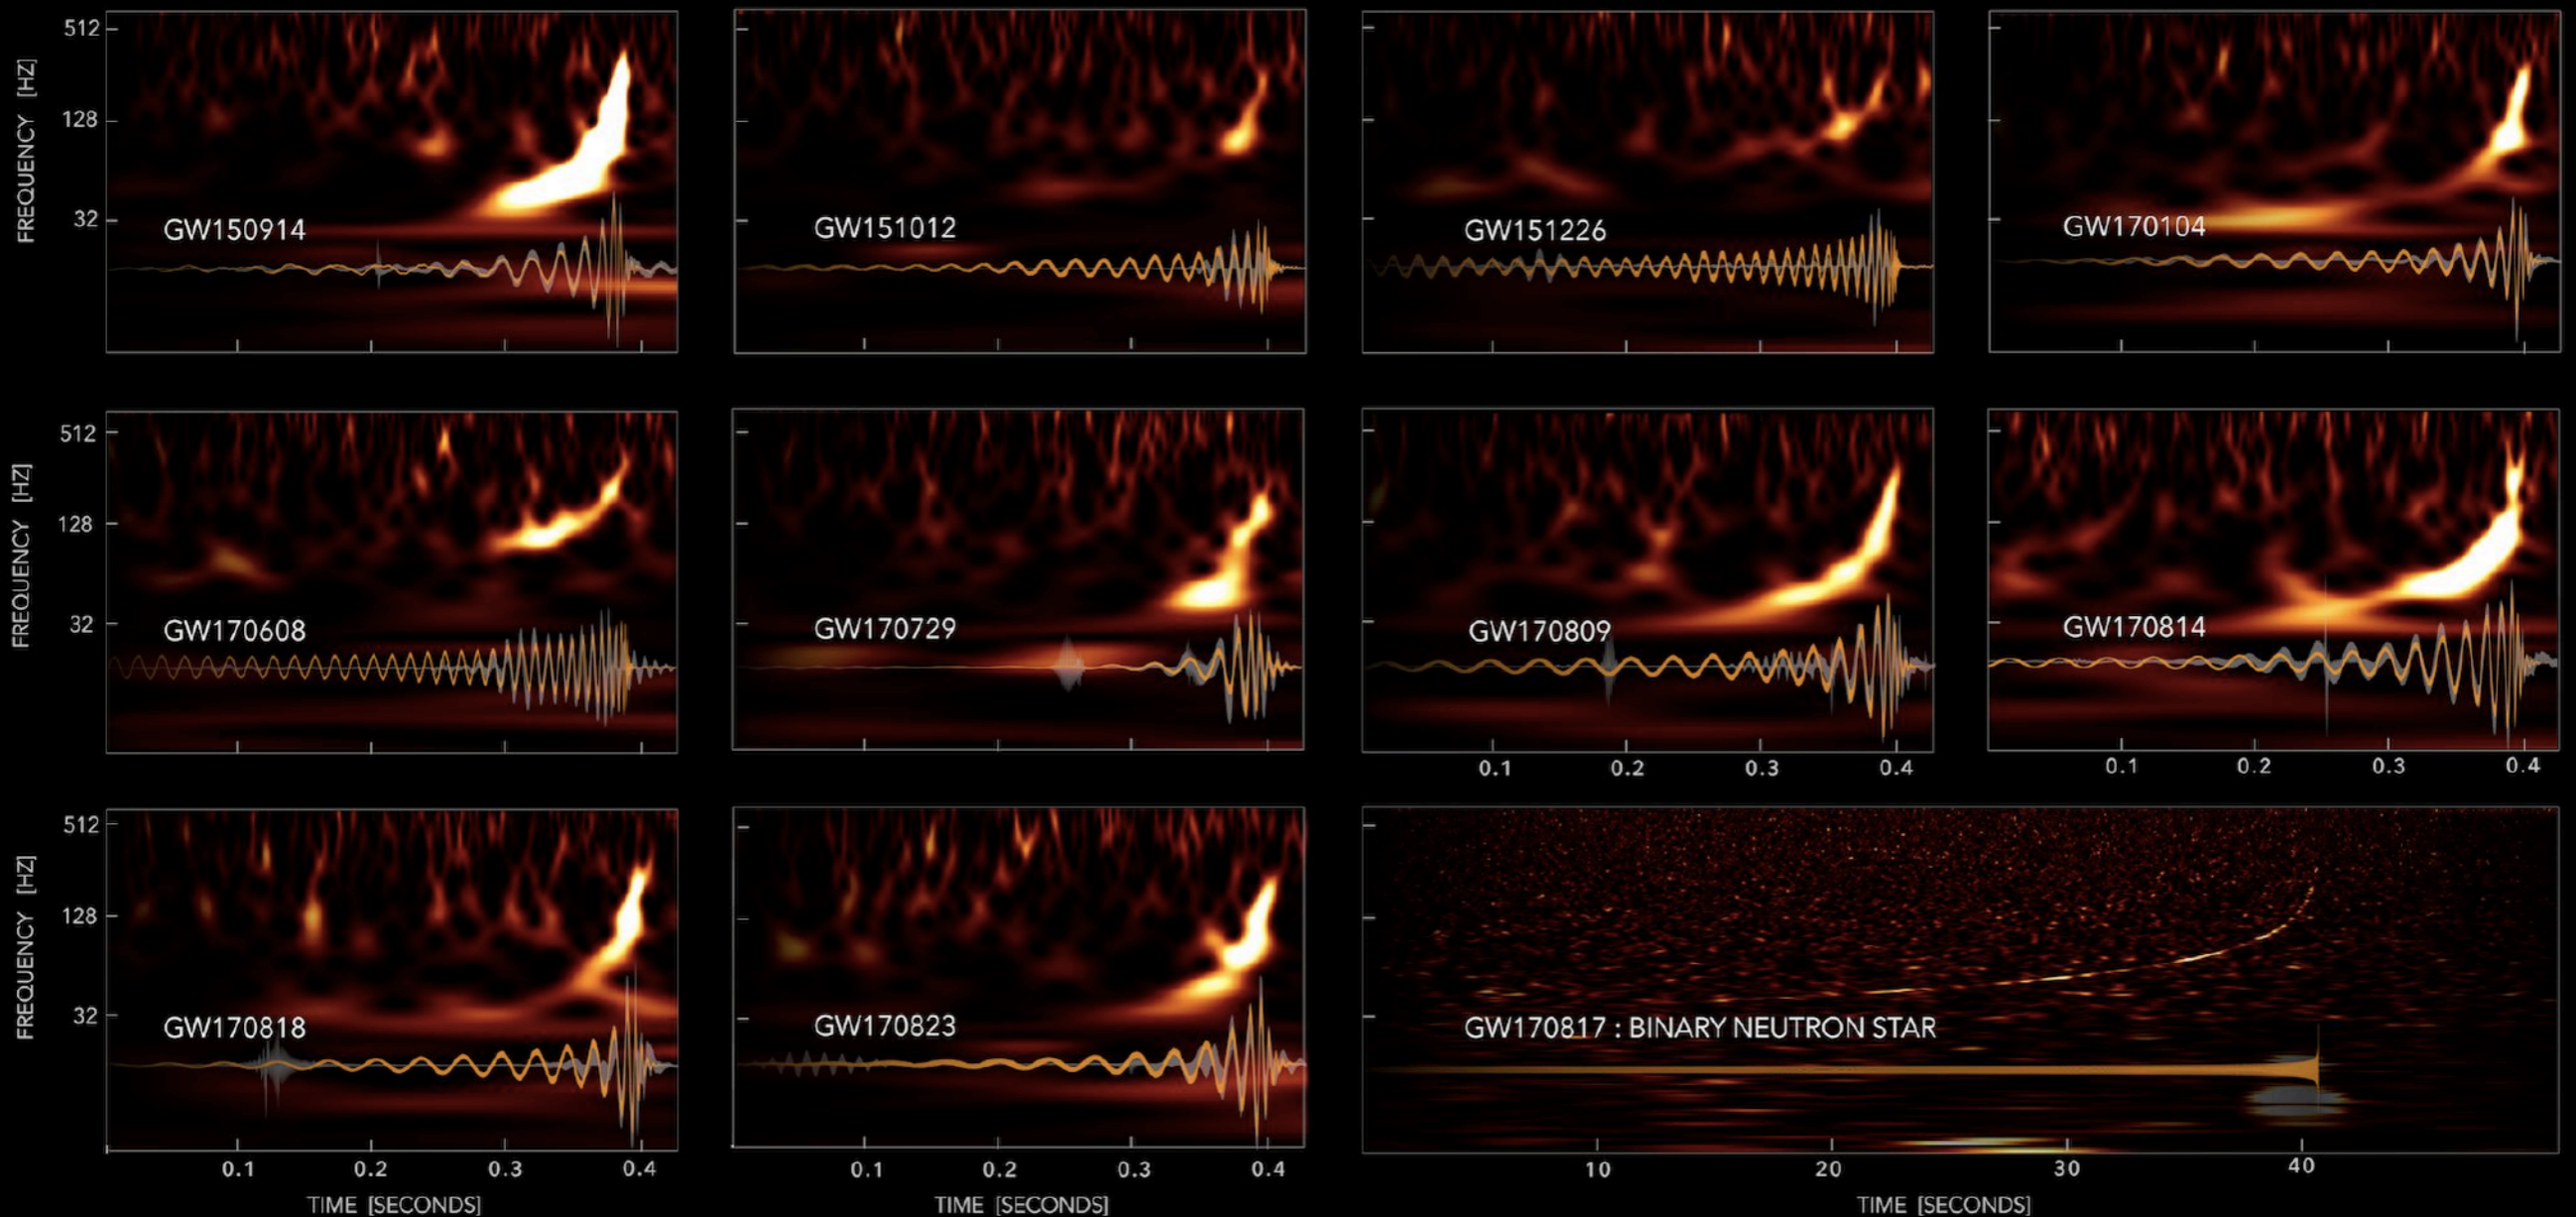 512
128
32
FREQUENCY [HZ]
GW150914
GW151012
GW151226
GW170104
512
128
32
FREQUENCY [HZ]
GW170608
GW170729
GW170809
GW170814
0.1 0.2 0.3 0.4
0.1 0.2 0.3 0.4
512
128
32
FREQUENCY [HZ]
GW170818
GW170823
GW170817 : BINARY NEUTRON STAR
0.1 0.2 0.3 0.4
0.1 0.2 0.3 0.4
10 20 30 40
TIME [SECONDS]
TIME [SECONDS]
TIME [SECONDS]